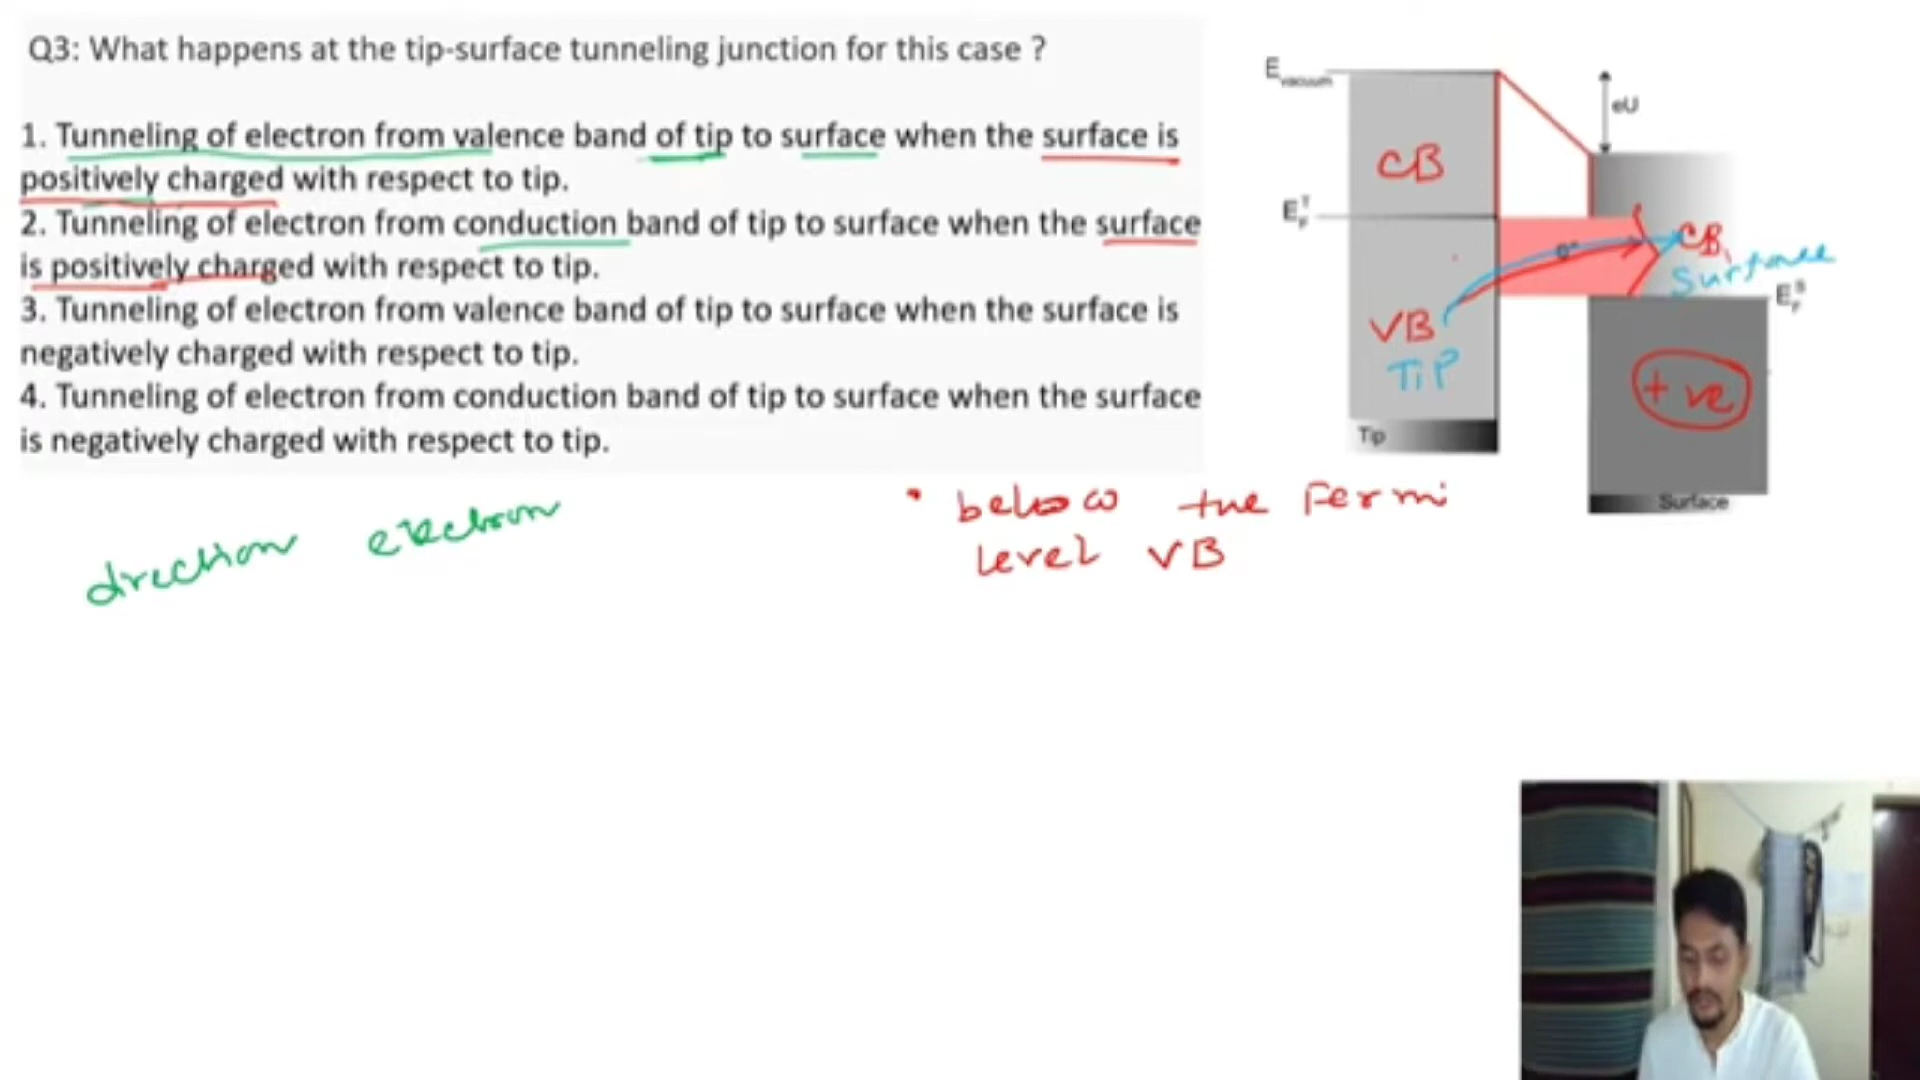 Q3: What happens at the tip-surface tunneling junction for this case ?
1. Tunneling of electron from valence band of tip to surface when the surface is
positively charged with respect to tip.
2. Tunneling of electron from conduction band of tip to surface when the surface
is positively charged with respect to tip.
3. Tunneling of electron from valence band of tip to surface when the surface is
negatively charged with respect to tip.
4. Tunneling of electron from conduction band of tip to surface when the surface
is negatively charged with respect to tip.
E vacuum
eU
CB
E F T
e-
CB
Surface
E F S
VB
TiP
+ ve
Tip
Surface
direction electron
• below the Fermi
level VB